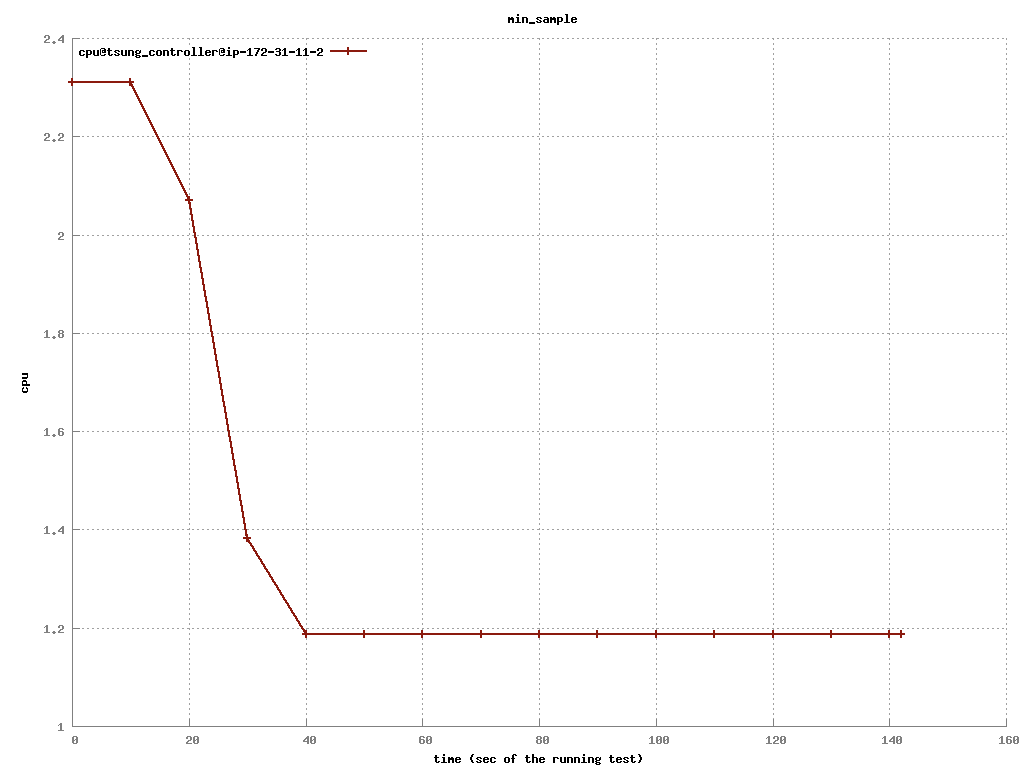 min_sample
2.4
cpu@tsung_controller@ip-172-31-11-2
2.2
2
1.8
cpu
1.6
1.4
1.2
1
0 20 40 60 80 100 120 140 160
time (sec of the running test)